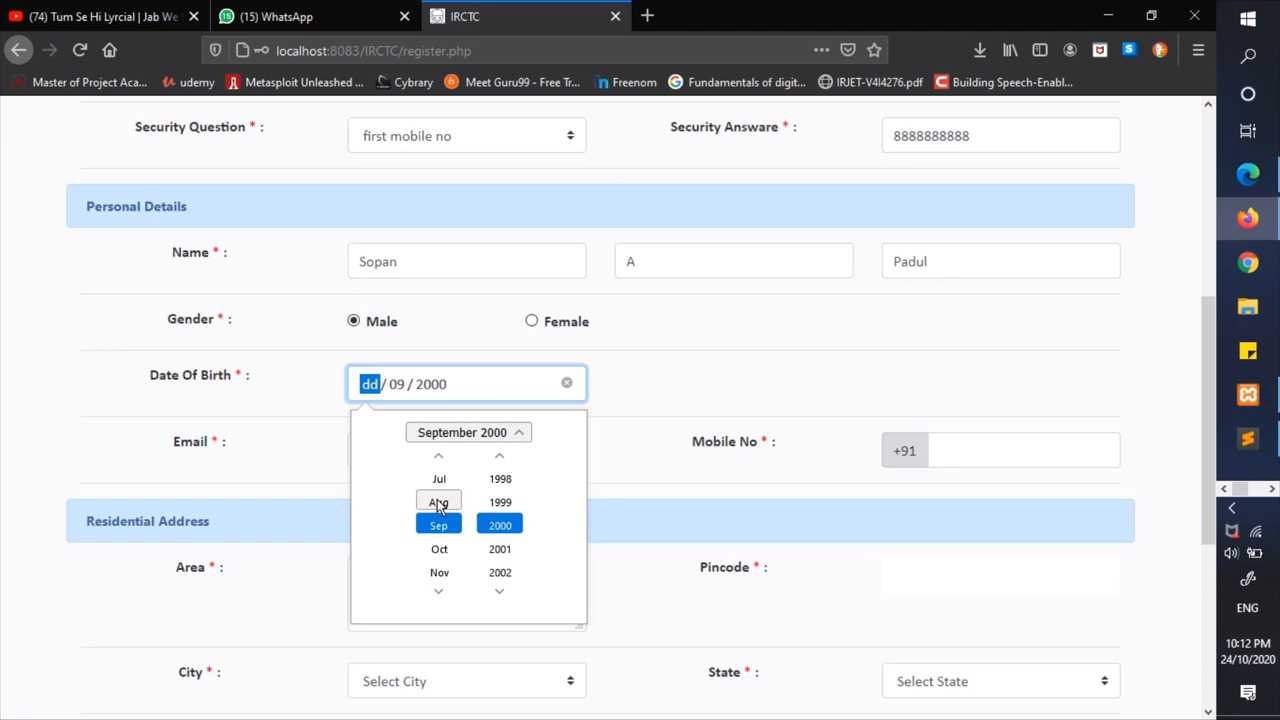 (74) Tum Se Hi Lyrcial | Jab We
(15) WhatsApp
IRCTC
localhost:8083/IRCTC/register.php
Master of Project Aca...
udemy
Metasploit Unleashed ...
Cybrary
Meet Guru99 - Free Tr...
Freenom
Fundamentals of digit...
IRJET-V4I4276.pdf
Building Speech-Enabl...
Security Question * :
first mobile no
Security Answare * :
8888888888
Personal Details
Name * :
Sopan
A
Padul
Gender * :
Male
Female
Date Of Birth * :
dd / 09 / 2000
September 2000
Jul 1998
Aug 1999
Sep 2000
Oct 2001
Nov 2002
Email * :
Mobile No * :
+91
Residential Address
Area * :
Pincode * :
City * :
Select City
State * :
Select State
ENG
10:12 PM
24/10/2020